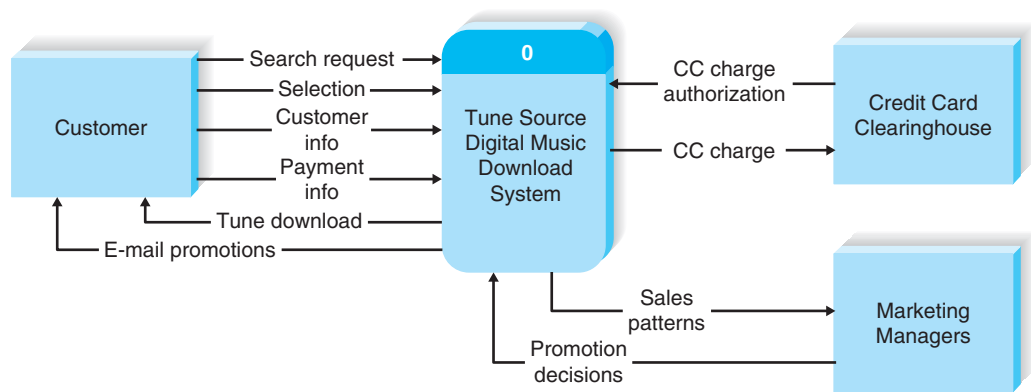 Customer
Search request
Selection
Customer
info
Payment
info
Tune download
E-mail promotions
0
Tune Source
Digital Music
Download
System
CC charge
authorization
CC charge
Credit Card
Clearinghouse
Sales
patterns
Promotion
decisions
Marketing
Managers